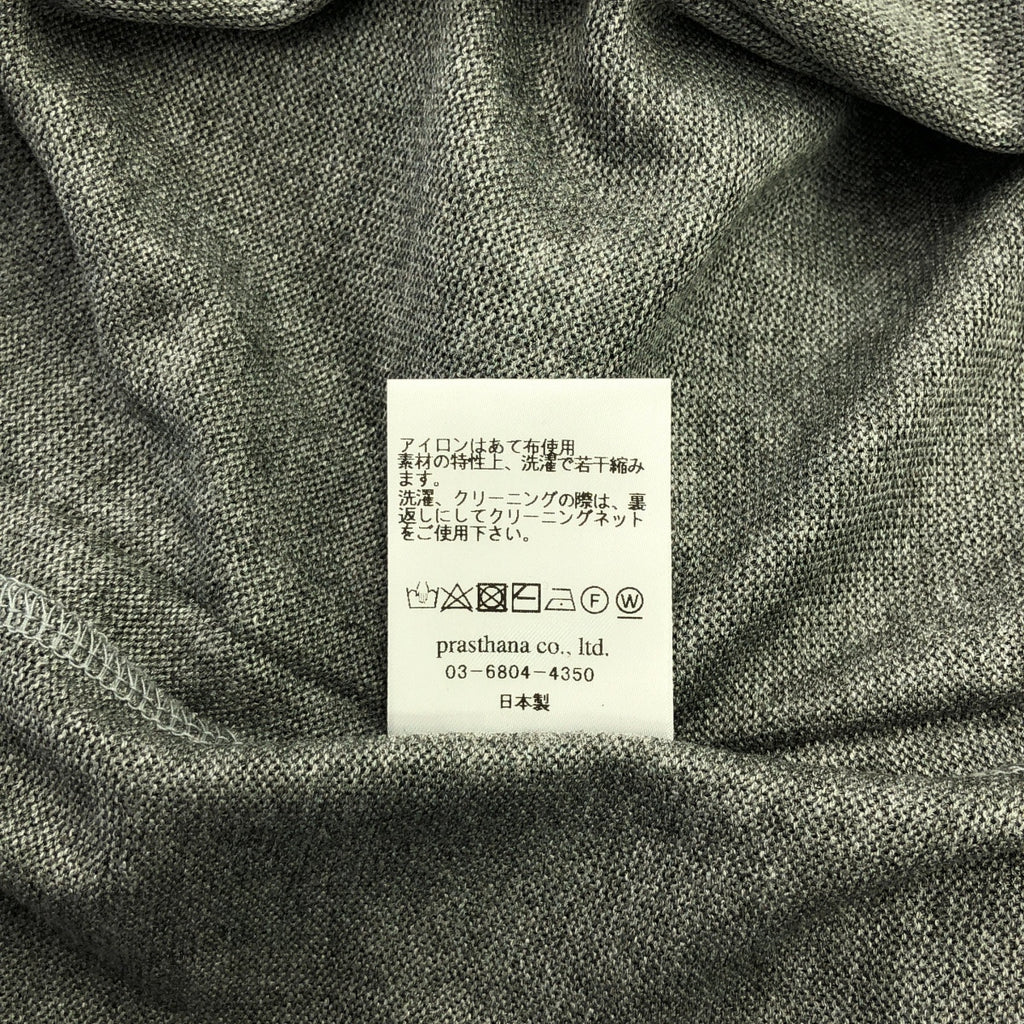 アイロンはあて布使用
素材の特性上、洗濯で若干縮み
ます。
洗濯、クリーニングの際は、裏
返しにしてクリーニングネット
をご使用下さい。
F W
prasthana co., ltd.
03-6804-4350
日本製